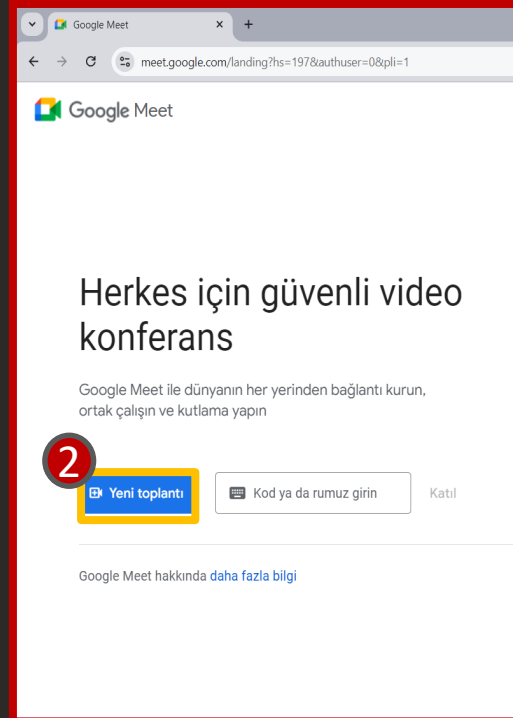 Google Meet
meet.google.com/landing?hs=197&authuser=0&pli=1
Google Meet
Herkes için güvenli video
konferans
Google Meet ile dünyanın her yerinden bağlantı kurun,
ortak çalışın ve kutlama yapın
2
Yeni toplantı
Kod ya da rumuz girin
Katıl
Google Meet hakkında daha fazla bilgi